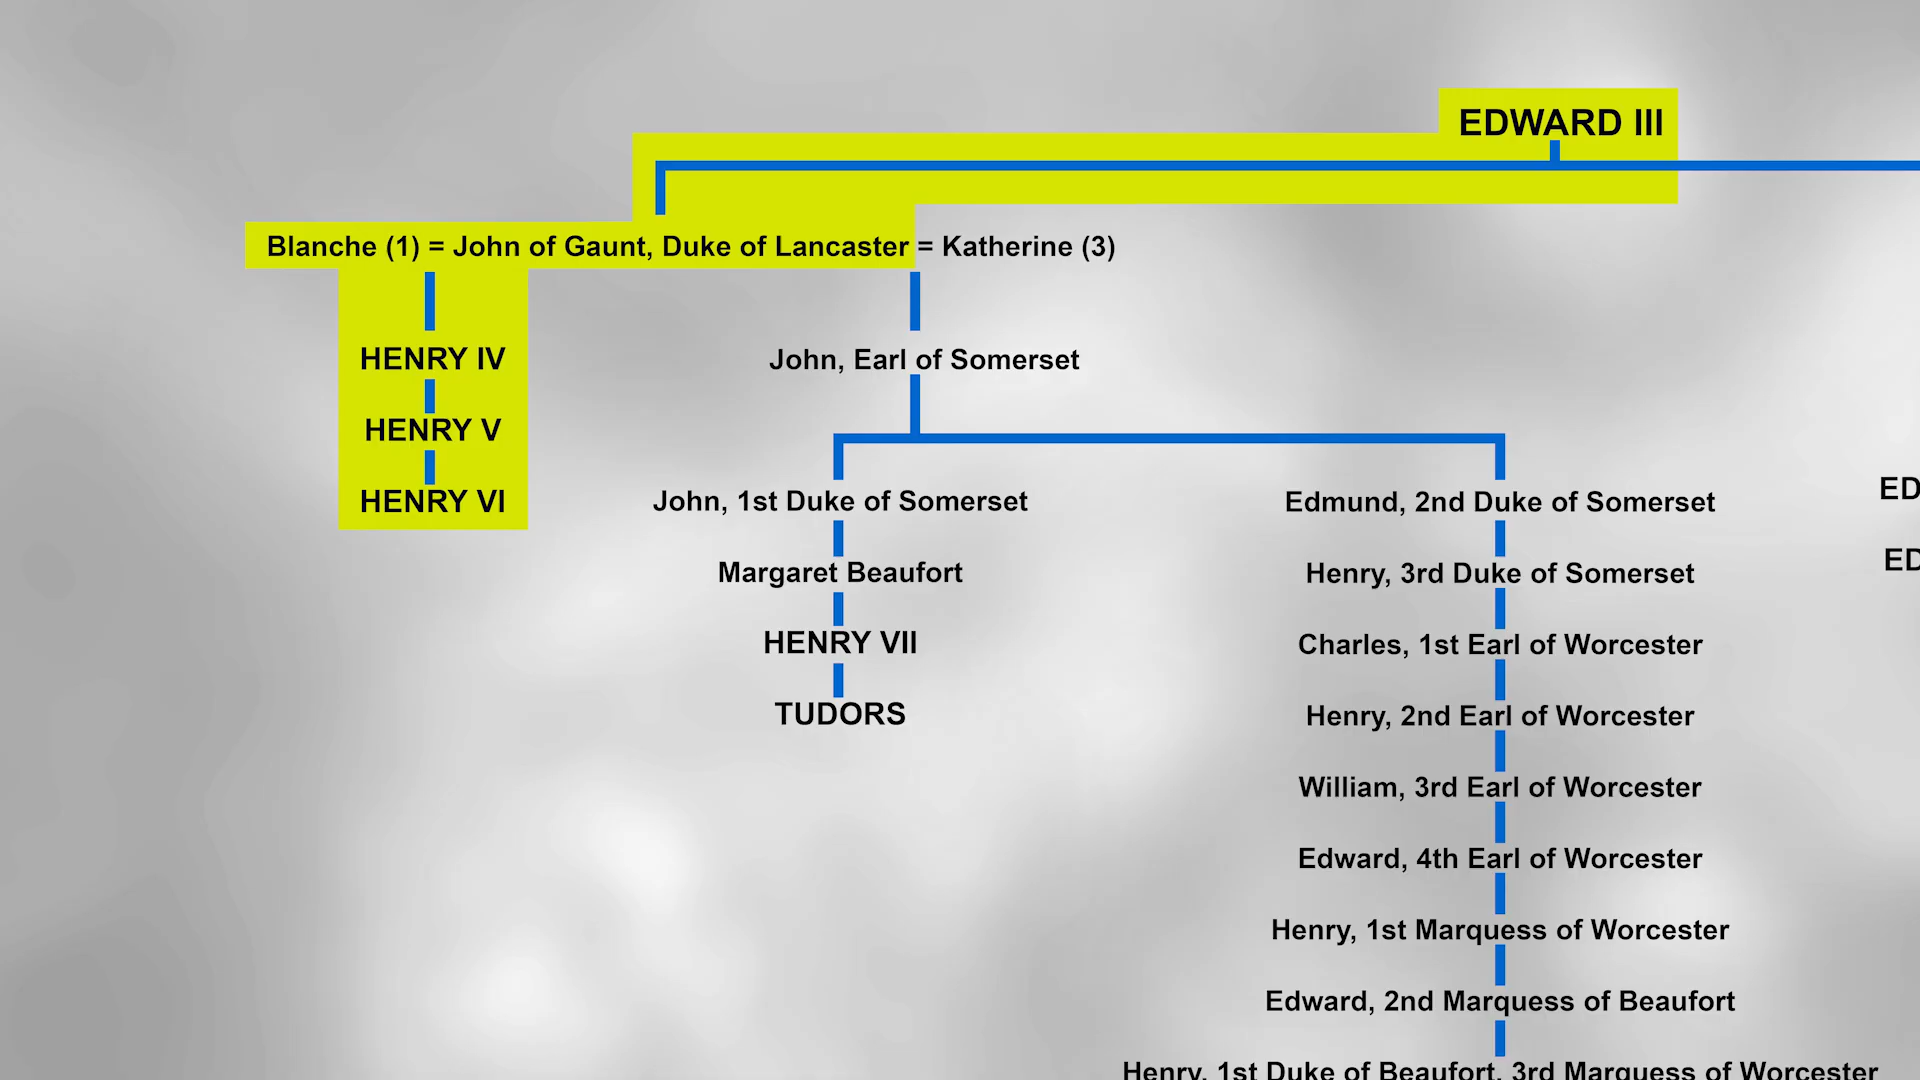 EDWARD III
Blanche (1) = John of Gaunt, Duke of Lancaster = Katherine (3)
HENRY IV
John, Earl of Somerset
HENRY V
HENRY VI
John, 1st Duke of Somerset
Edmund, 2nd Duke of Somerset
ED
Margaret Beaufort
Henry, 3rd Duke of Somerset
ED
HENRY VII
Charles, 1st Earl of Worcester
TUDORS
Henry, 2nd Earl of Worcester
William, 3rd Earl of Worcester
Edward, 4th Earl of Worcester
Henry, 1st Marquess of Worcester
Edward, 2nd Marquess of Beaufort
Henry, 1st Duke of Beaufort, 3rd Marquess of Worcester